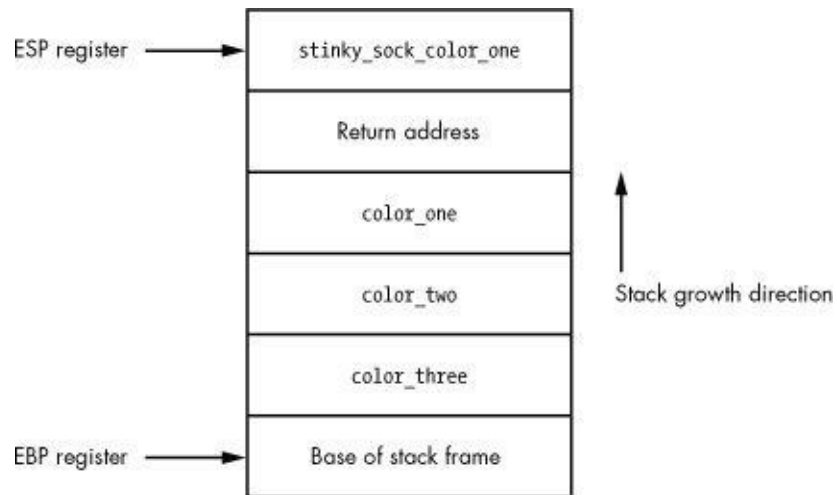 ESP register
stinky_sock_color_one
Return address
color_one
color_two
Stack growth direction
color_three
EBP register
Base of stack frame